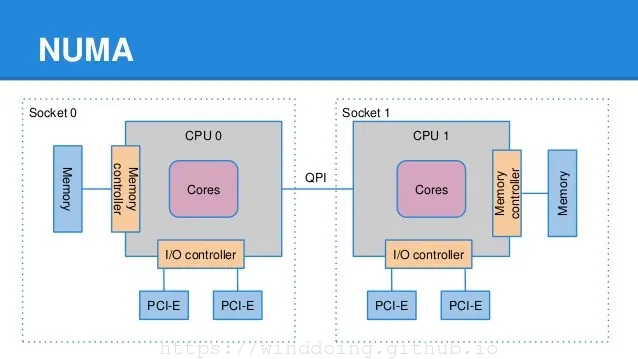 NUMA
Socket 0
CPU 0
Memory
Memory
controller
Cores
I/O controller
PCI-E
PCI-E
QPI
Socket 1
CPU 1
Cores
Memory
controller
Memory
I/O controller
PCI-E
PCI-E
https://winddoing.github.io